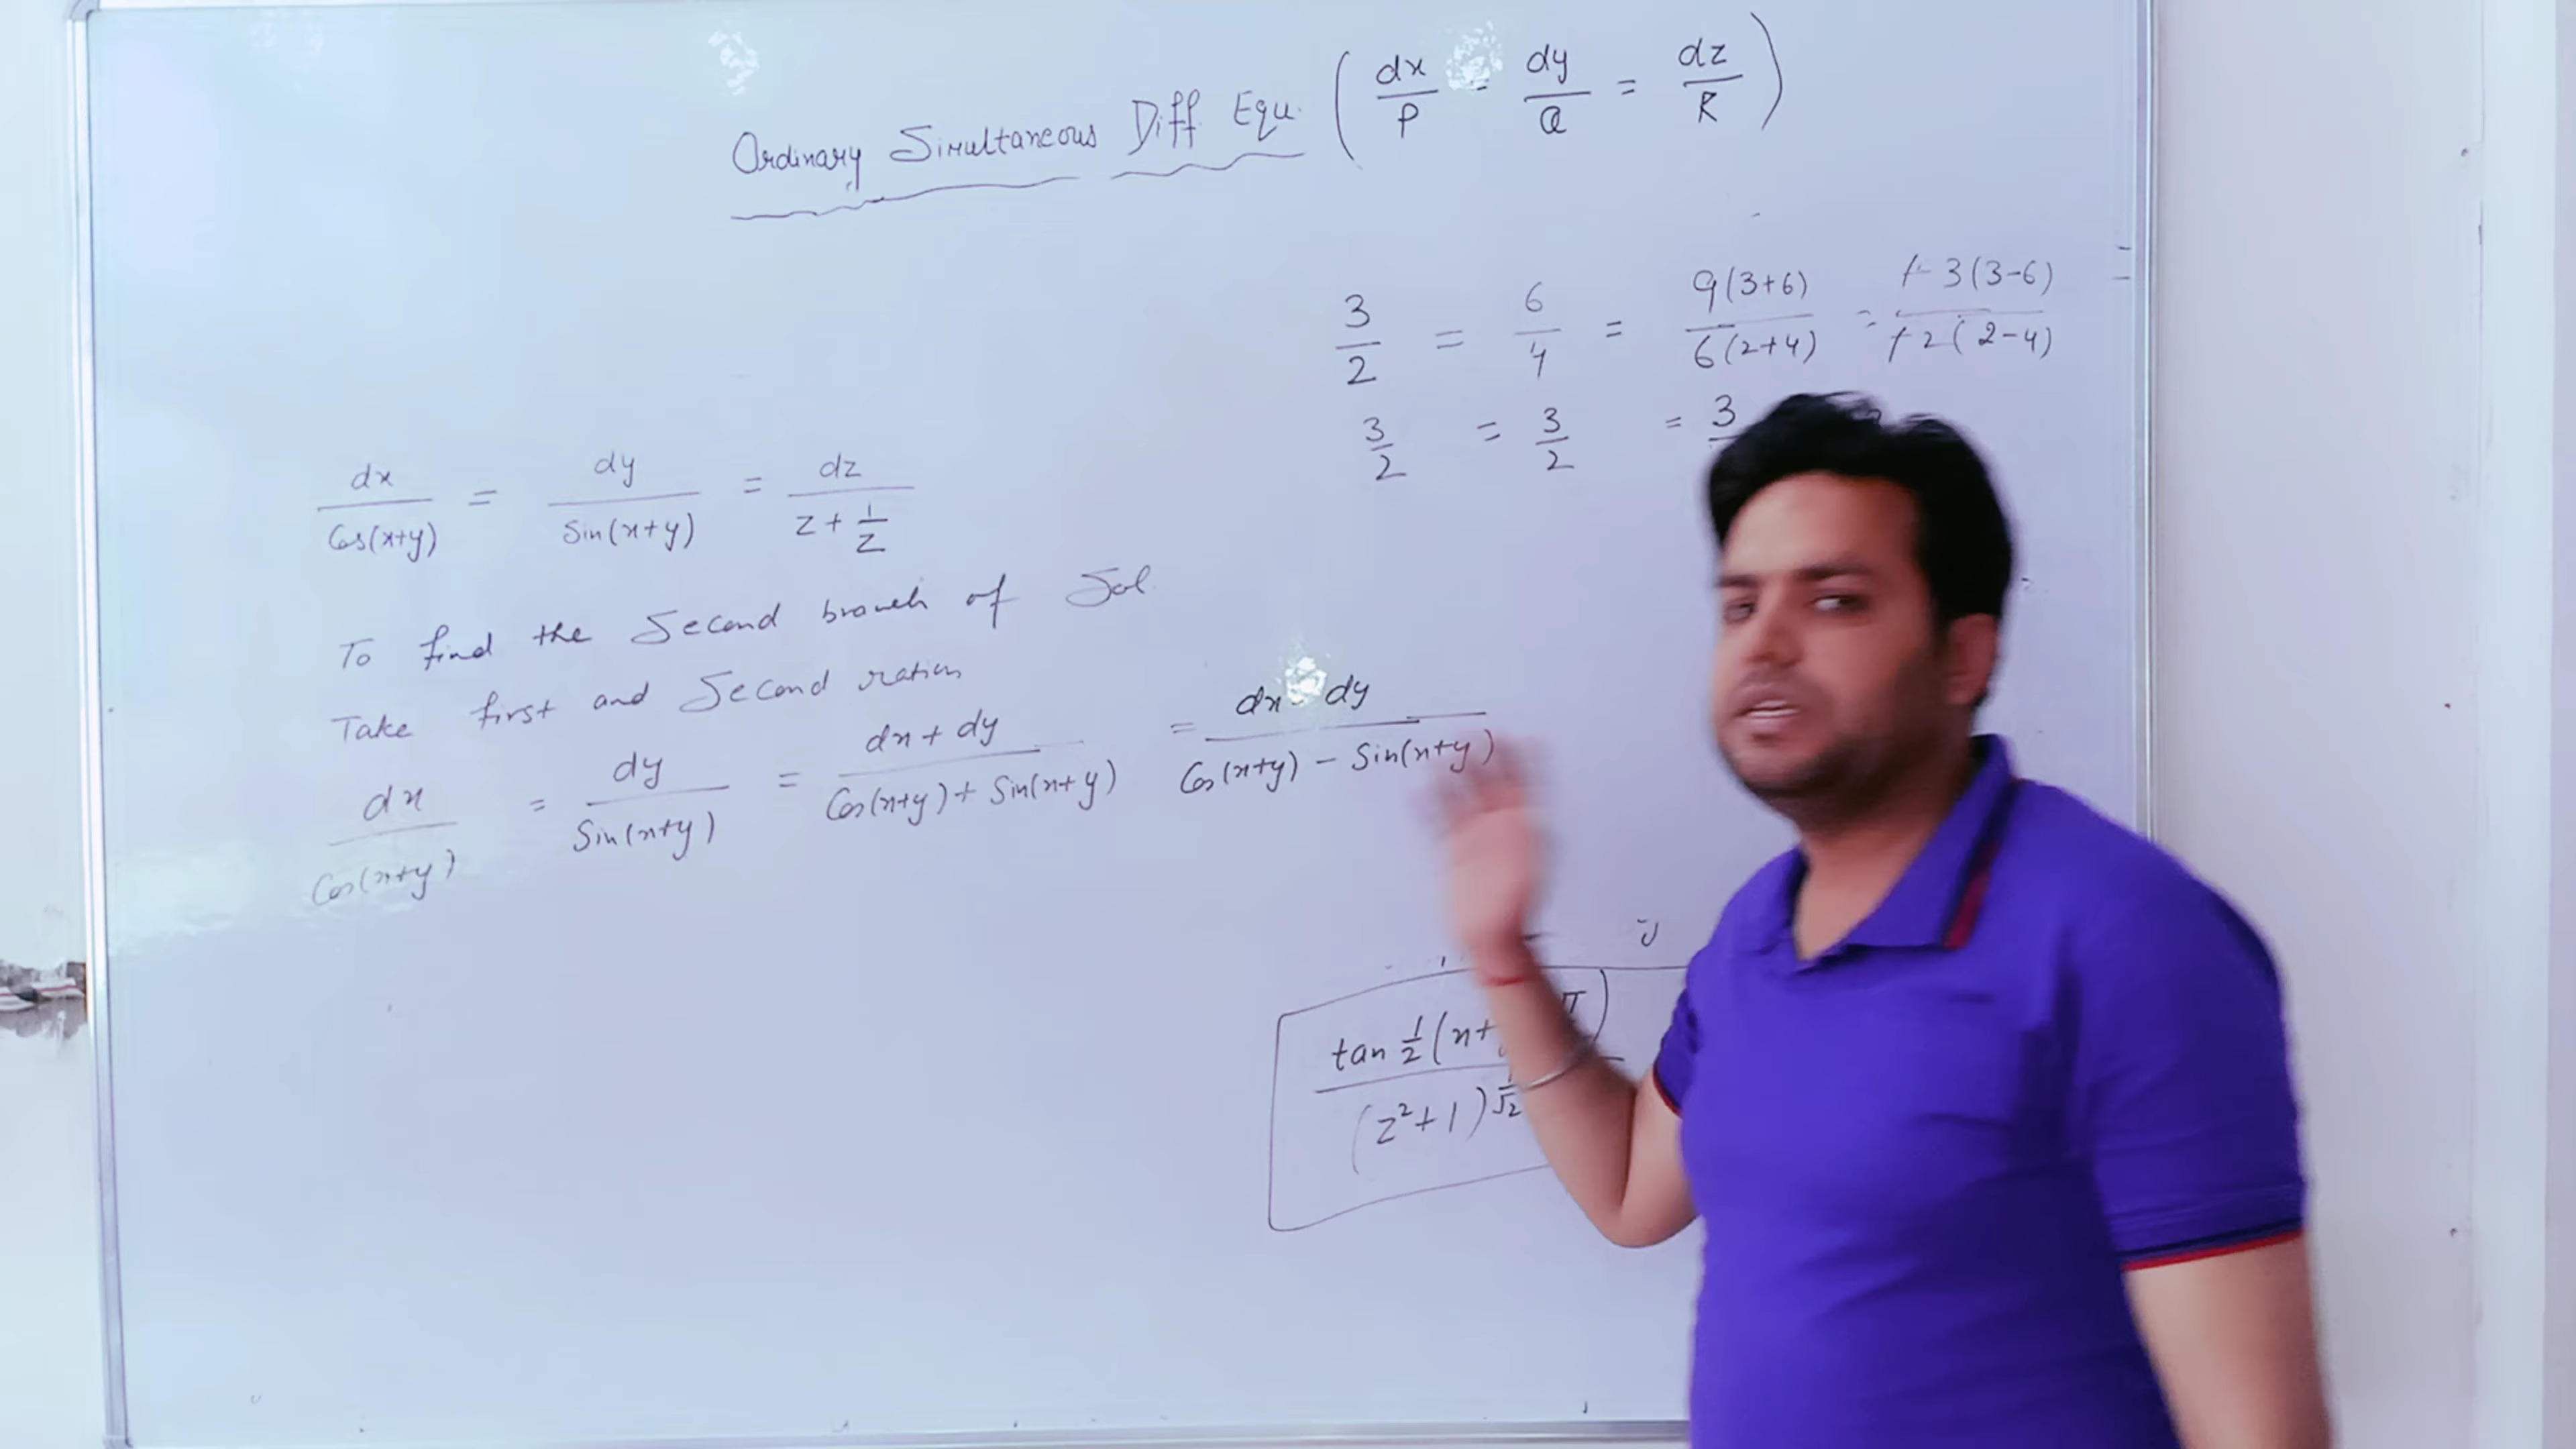 Ordinary Simultaneous Diff Equ. (dx/P = dy/Q = dz/R)
3/2 = 6/4 = 9(3+6)/6(2+4) = +3(3-6)/+2(2-4) =
3/2 = 3/2 = 3
dx/Cos(x+y) = dy/Sin(x+y) = dz/(z + 1/z)
To find the Second branch of Sol.
Take first and Second ratios
dx/Cos(x+y) = dy/Sin(x+y) = (dx + dy)/(Cos(x+y) + Sin(x+y)) = (dx - dy)/(Cos(x+y) - Sin(x+y))
tan 1/2 (x+ π)
(z²+1)^(1/√2)